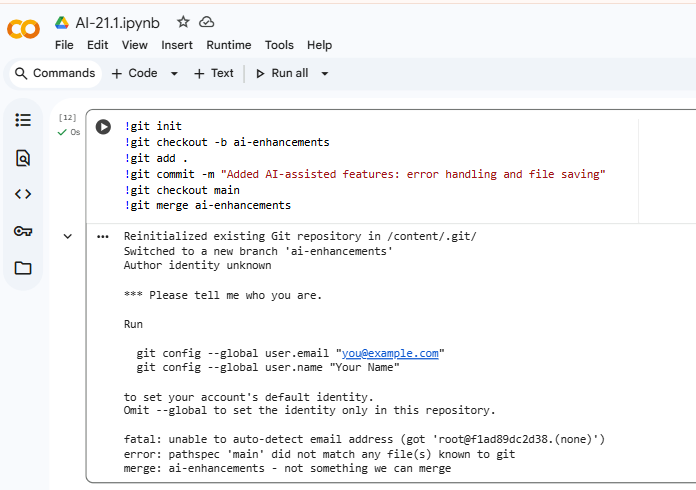 AI-21.1.ipynb
File Edit View Insert Runtime Tools Help
Commands + Code + Text Run all
[12]
0s
!git init
!git checkout -b ai-enhancements
!git add .
!git commit -m "Added AI-assisted features: error handling and file saving"
!git checkout main
!git merge ai-enhancements
Reinitialized existing Git repository in /content/.git/
Switched to a new branch 'ai-enhancements'
Author identity unknown
*** Please tell me who you are.
Run
git config --global user.email "you@example.com"
git config --global user.name "Your Name"
to set your account's default identity.
Omit --global to set the identity only in this repository.
fatal: unable to auto-detect email address (got 'root@f1ad89dc2d38.(none)')
error: pathspec 'main' did not match any file(s) known to git
merge: ai-enhancements - not something we can merge